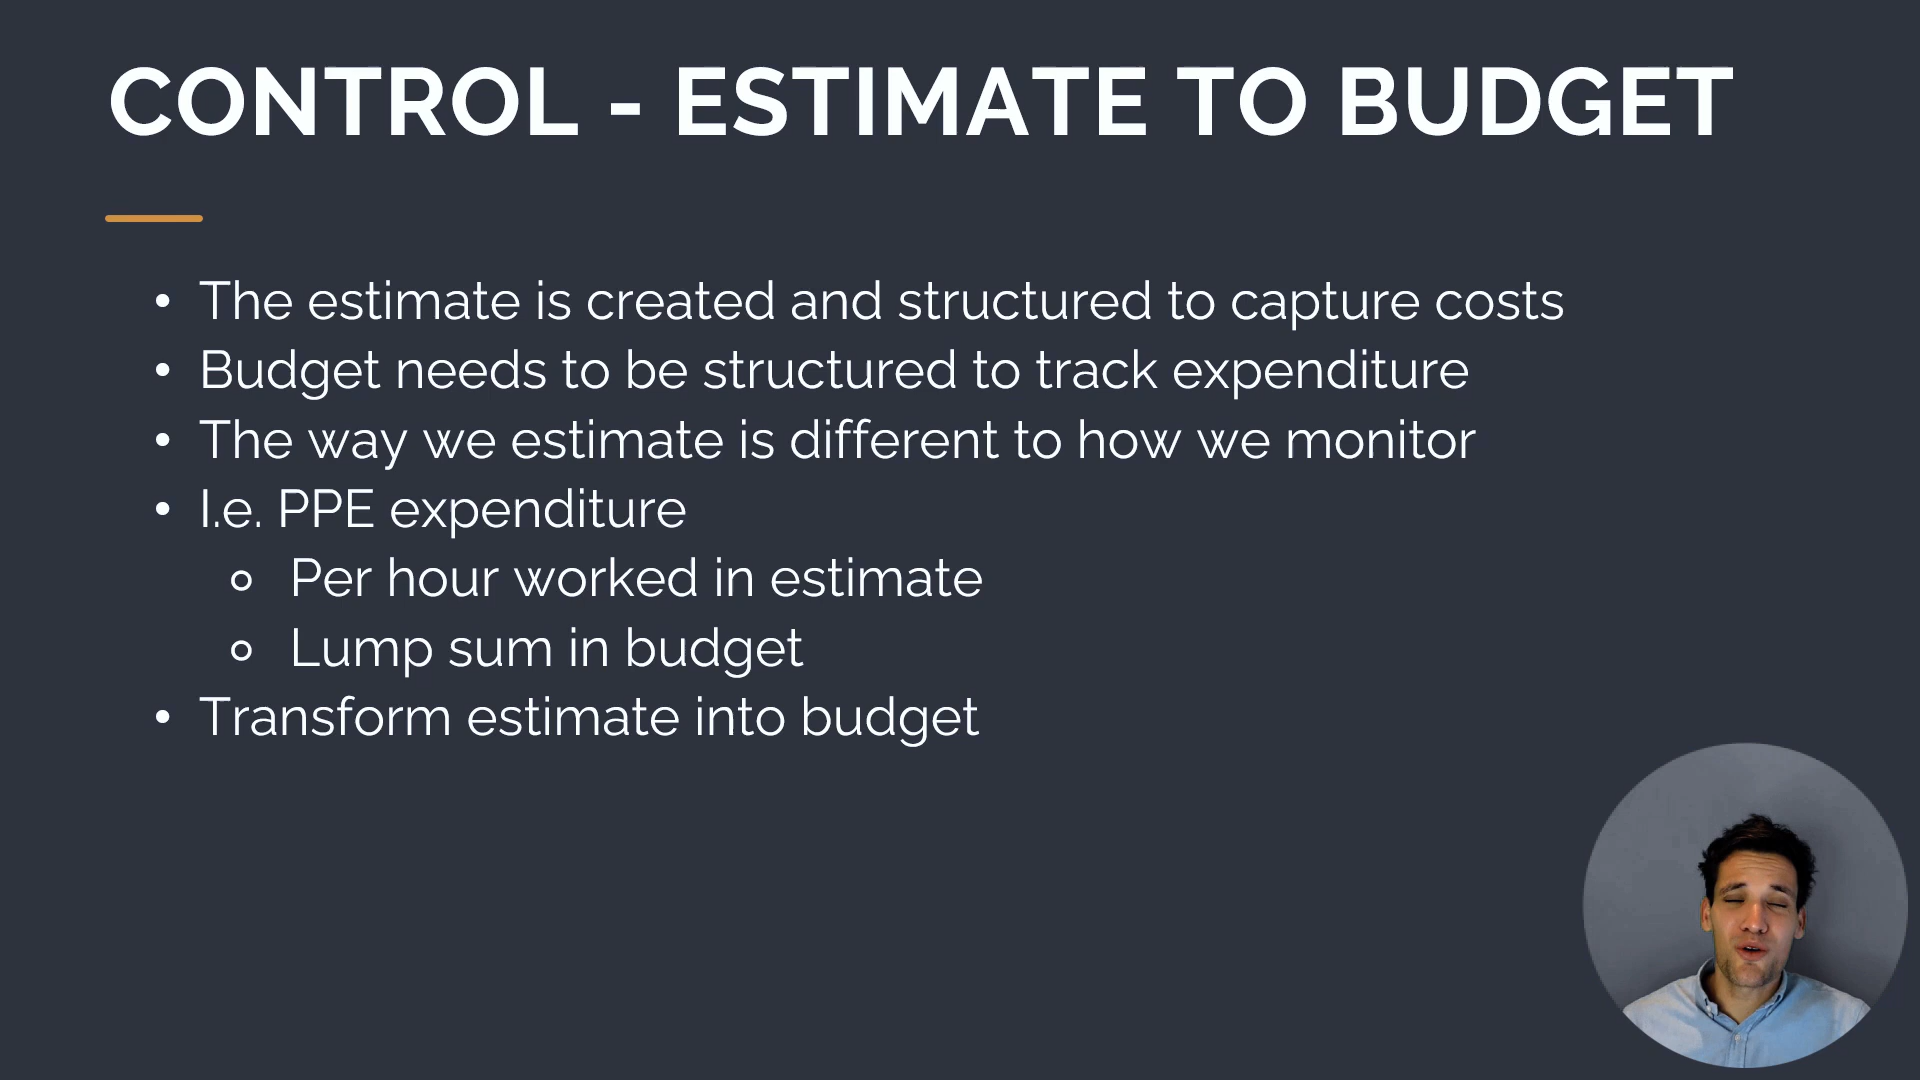 CONTROL - ESTIMATE TO BUDGET
• The estimate is created and structured to capture costs
• Budget needs to be structured to track expenditure
• The way we estimate is different to how we monitor
• I.e. PPE expenditure
○ Per hour worked in estimate
○ Lump sum in budget
• Transform estimate into budget